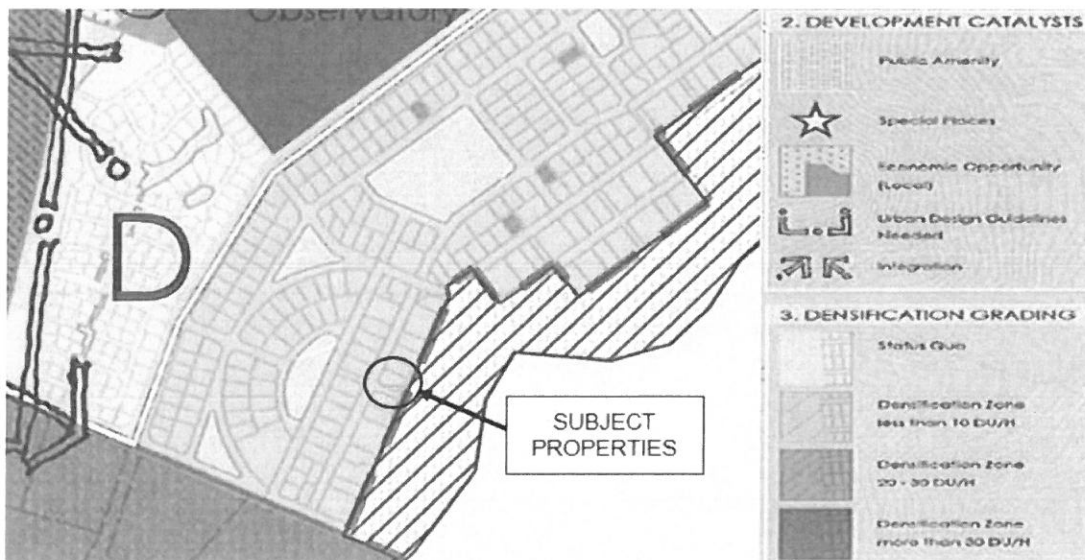 Observatory
D
SUBJECT
PROPERTIES
2. DEVELOPMENT CATALYSTS
Public Amenity
Special Places
Economic Opportunity
(Local)
Urban Design Guidelines
Needed
Integration
3. DENSIFICATION GRADING
Status Quo
Densification Zone
less than 10 DU/H
Densification Zone
20 - 30 DU/H
Densification Zone
more than 30 DU/H